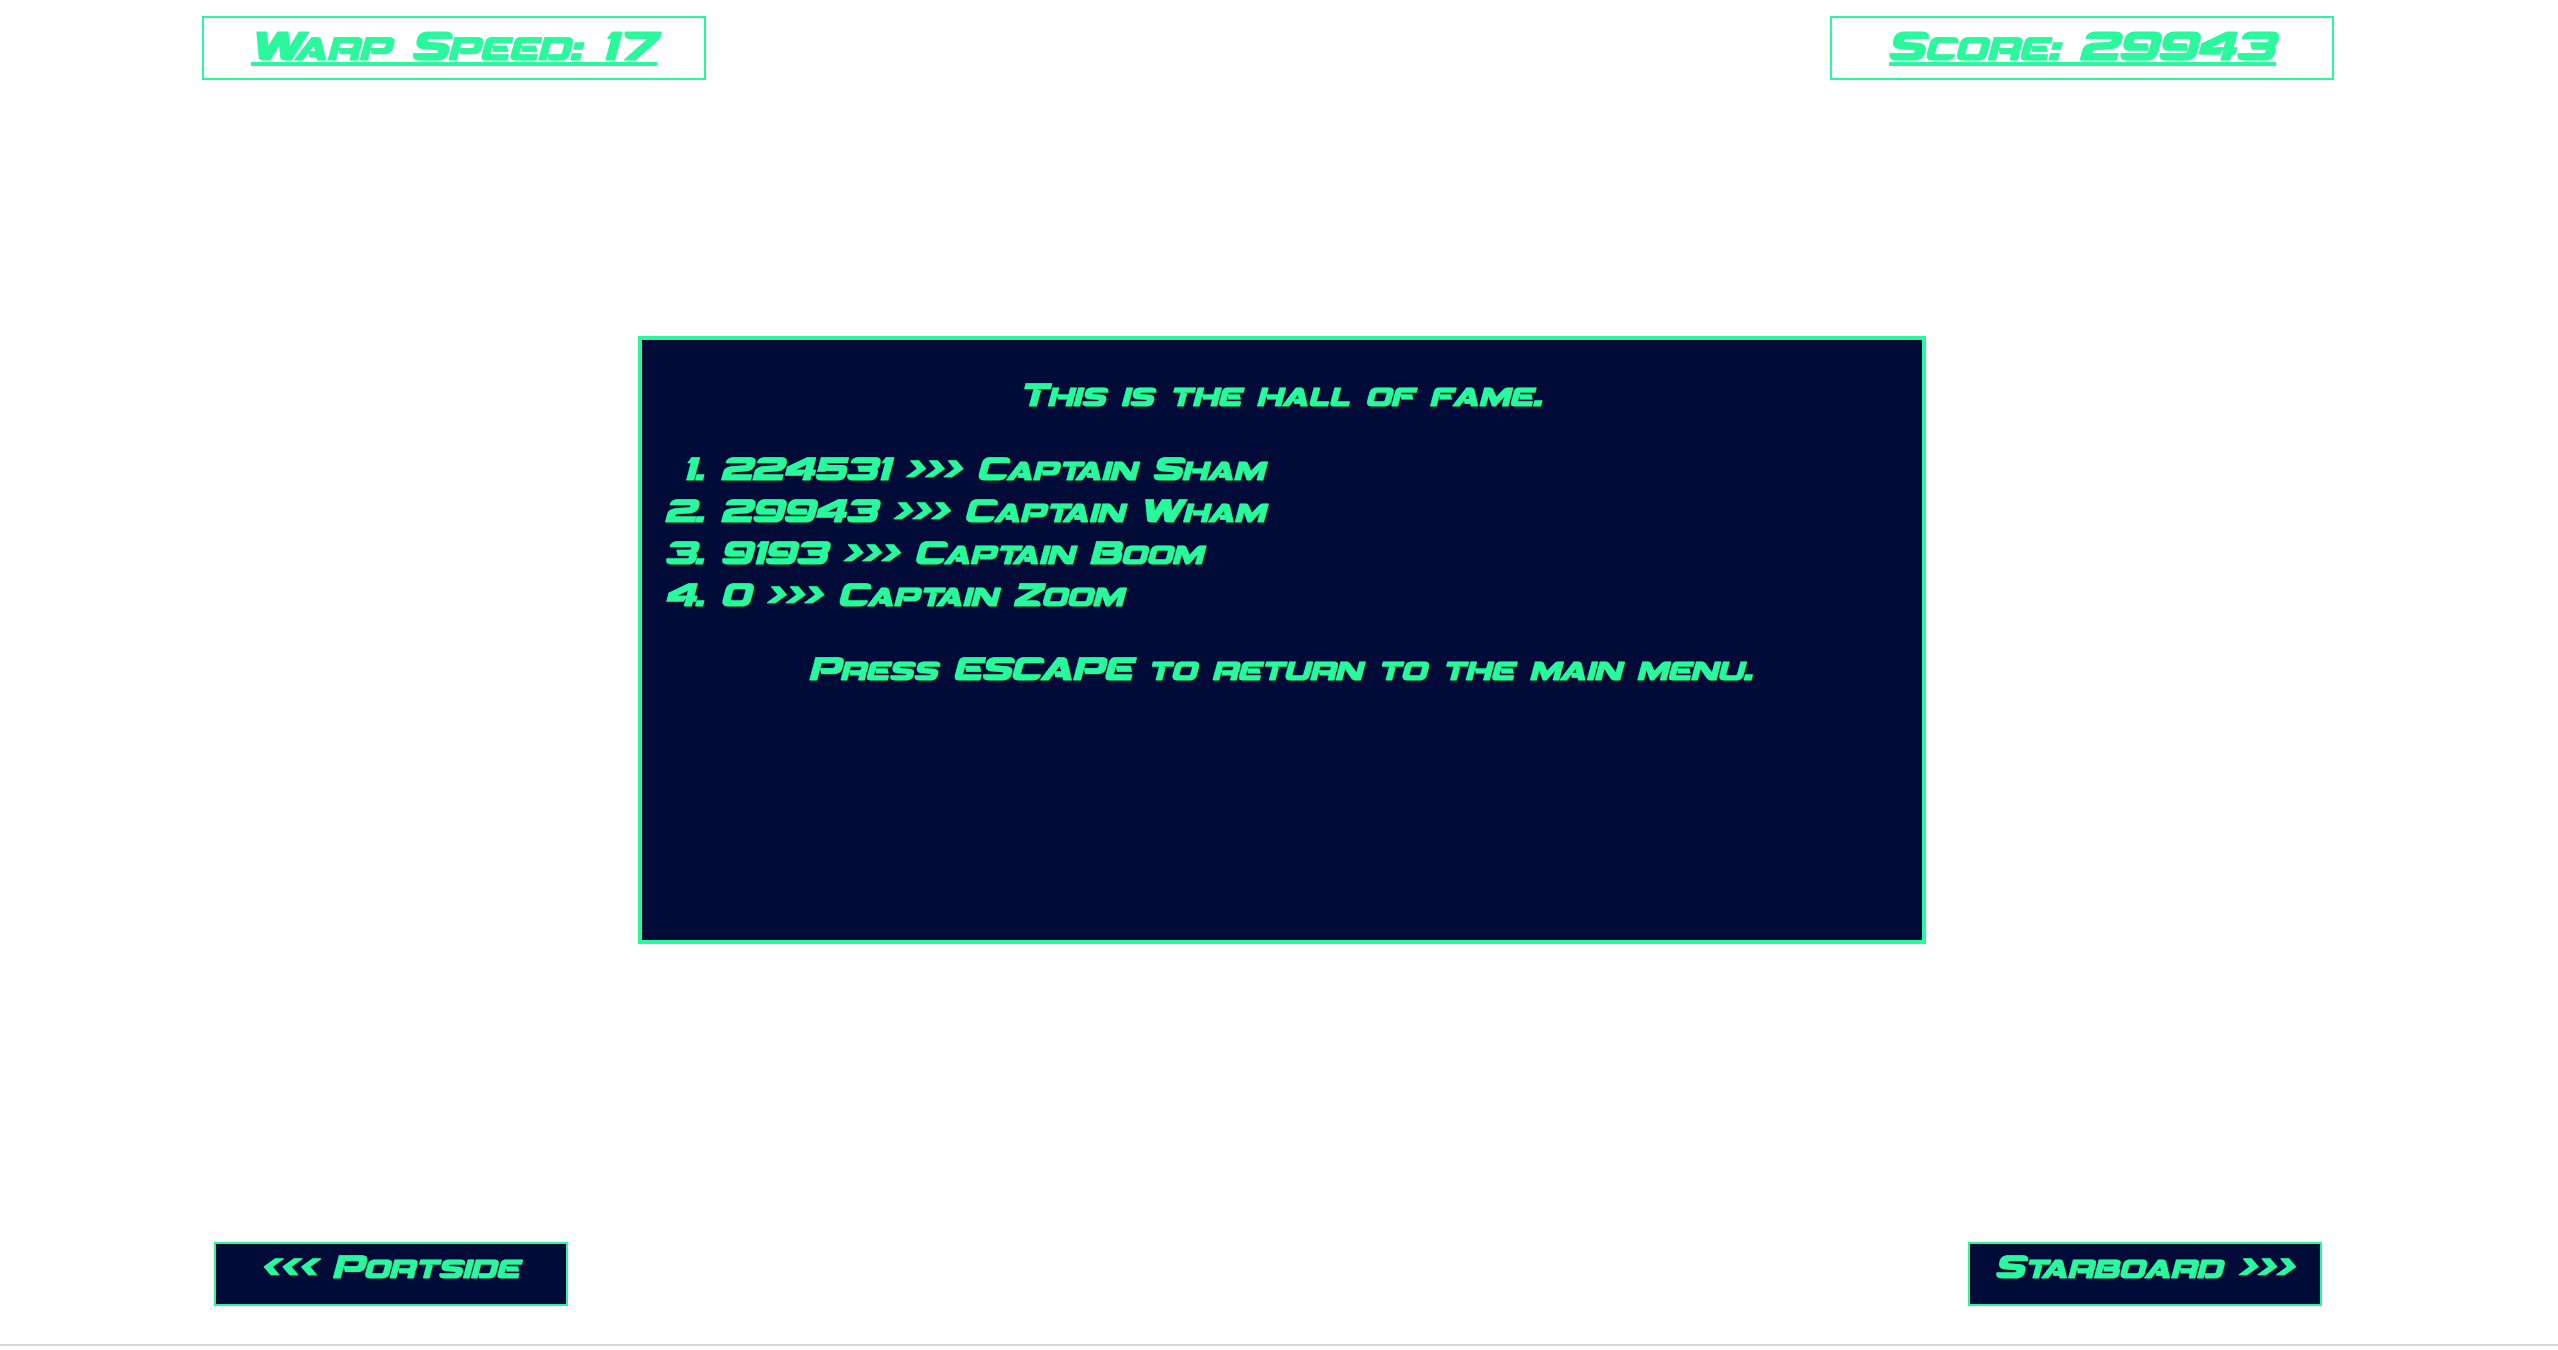 Warp Speed: 17
Score: 29943
This is the hall of fame.
1. 224531 >>> Captain Sham
2. 29943 >>> Captain Wham
3. 9193 >>> Captain Boom
4. 0 >>> Captain Zoom
Press ESCAPE to return to the main menu.
<<< Portside
Starboard >>>